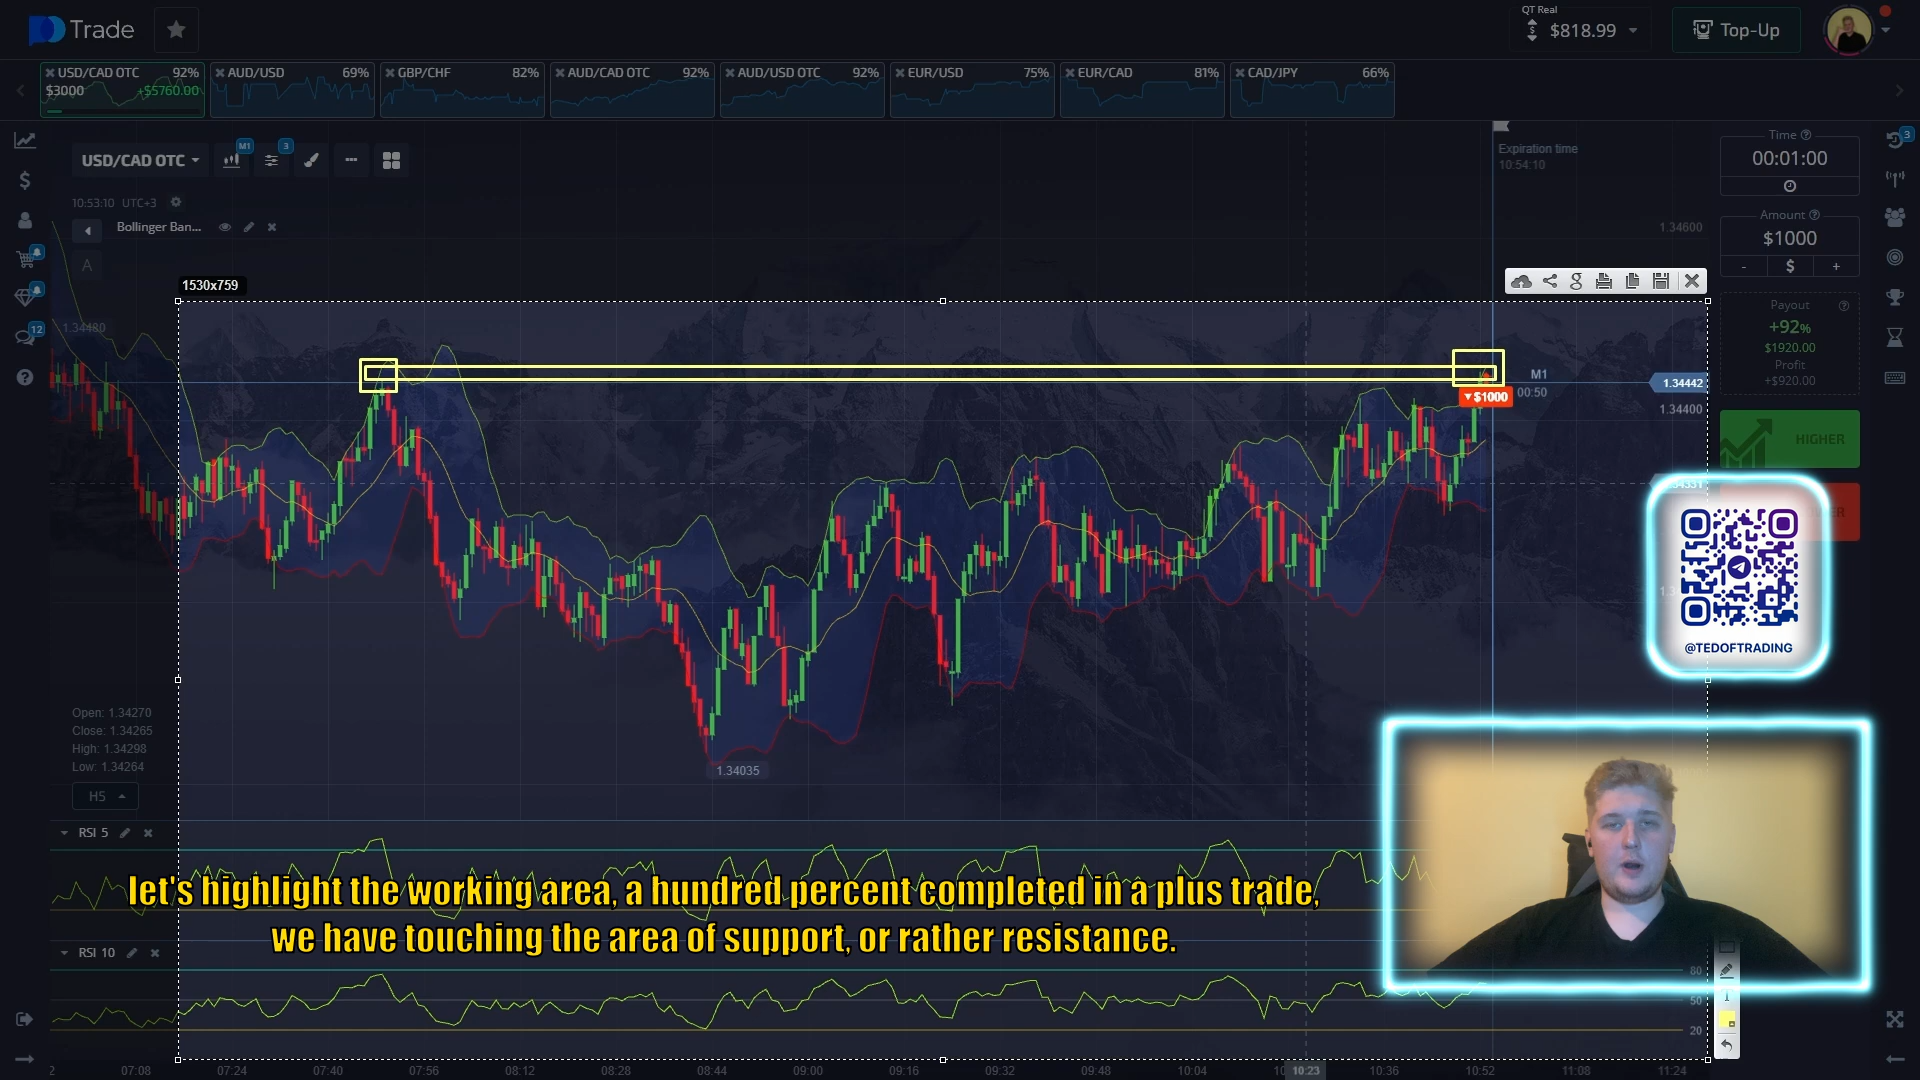 Trade
QT Real
$818.99
Top-Up
USD/CAD OTC 92%
$3000 +$5760.00
AUD/USD 69%
GBP/CHF 82%
AUD/CAD OTC 92%
AUD/USD OTC 92%
EUR/USD 75%
EUR/CAD 81%
CAD/JPY 66%
USD/CAD OTC
M1
3
10:53:10 UTC+3
Bollinger Ban...
A
Expiration time
10:54:10
Time
00:01:00
3
Amount
$1000
- $ +
Payout
+92%
$1920.00
Profit
+$920.00
HIGHER
1530x759
12
1.34600
1.34480
M1
00:50
1.34442
$1000
1.34400
@TEDOFTRADING
Open: 1.34270
Close: 1.34265
High: 1.34298
Low: 1.34264
1.34035
H5
RSI 5
let's highlight the working area, a hundred percent completed in a plus trade,
we have touching the area of support, or rather resistance.
RSI 10
80
50
20
07:08 07:24 07:40 07:56 08:12 08:28 08:44 09:00 09:16 09:32 09:48 10:04 10:23 10:36 10:52 11:08 11:24